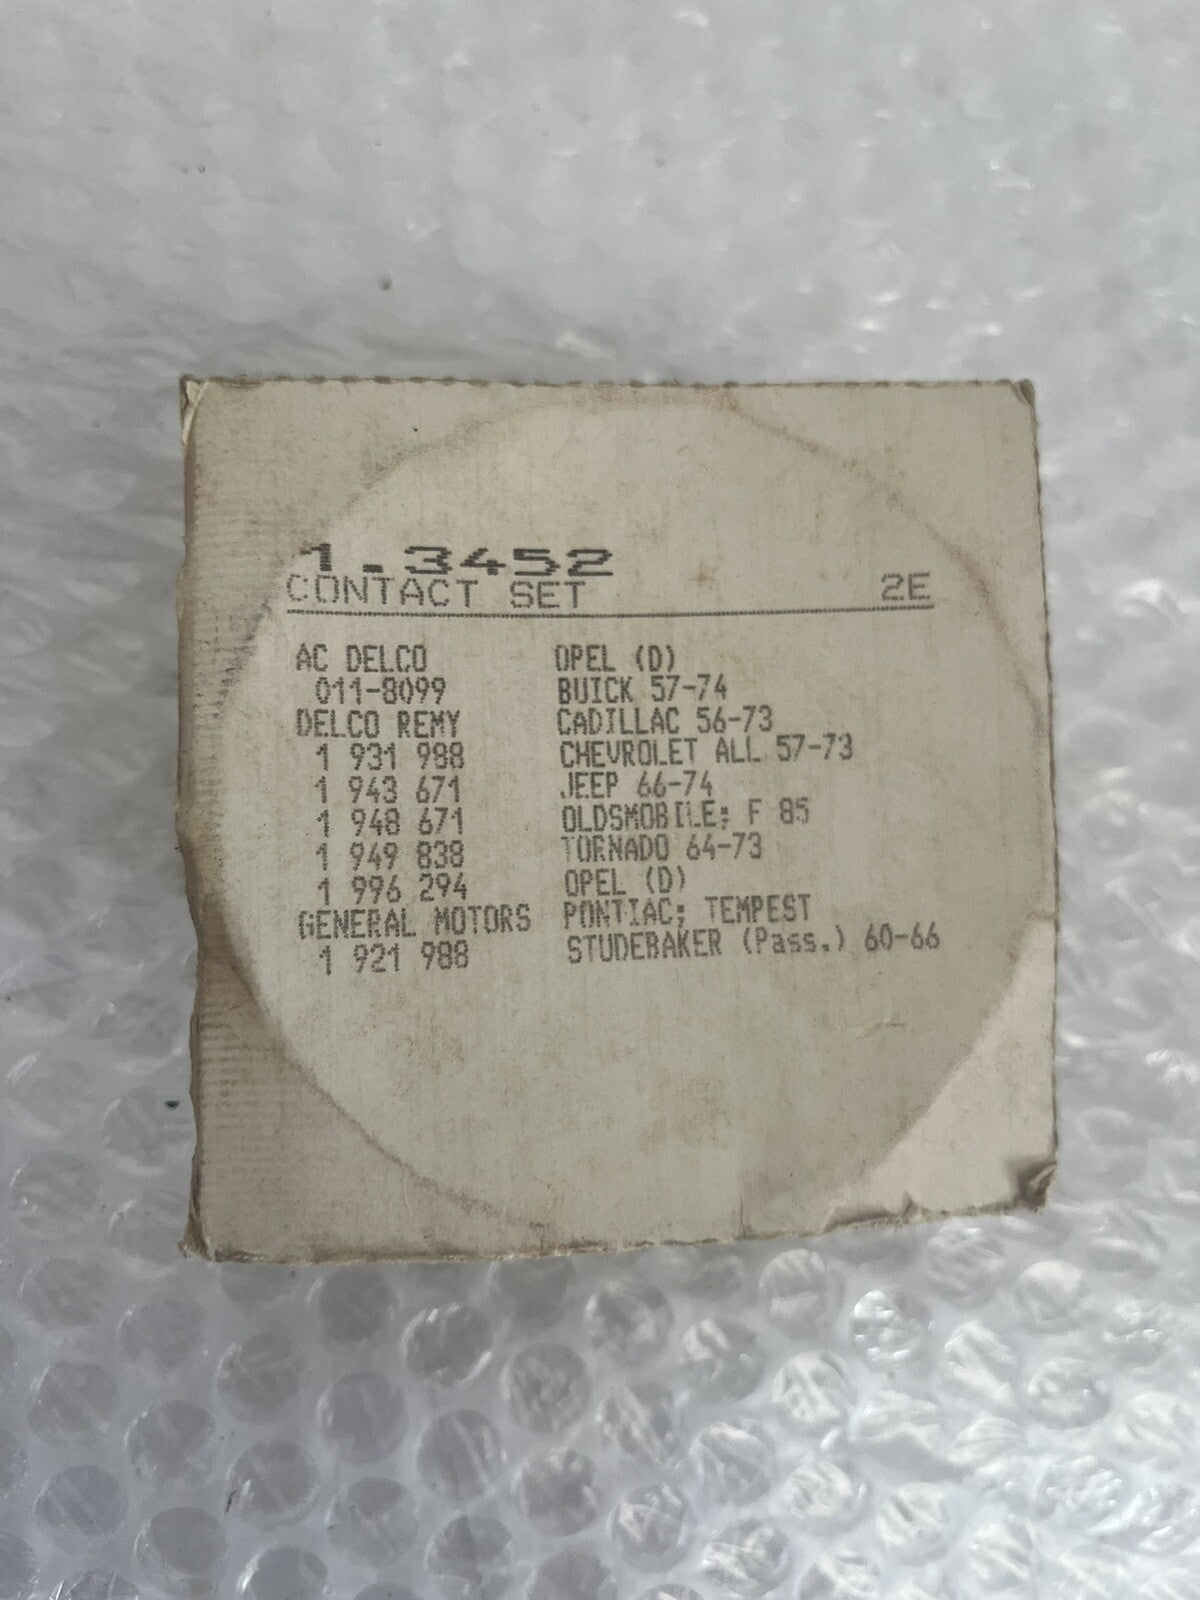 1.3452
CONTACT SET 2E
AC DELCO
011-8099
DELCO REMY
1 931 988
1 943 671
1 948 671
1 949 838
1 996 294
GENERAL MOTORS
1 921 988
OPEL (D)
BUICK 57-74
CADILLAC 56-73
CHEVROLET ALL 57-73
JEEP 66-74
OLDSMOBILE; F 85
TORNADO 64-73
OPEL (D)
PONTIAC; TEMPEST
STUDEBAKER (Pass.) 60-66